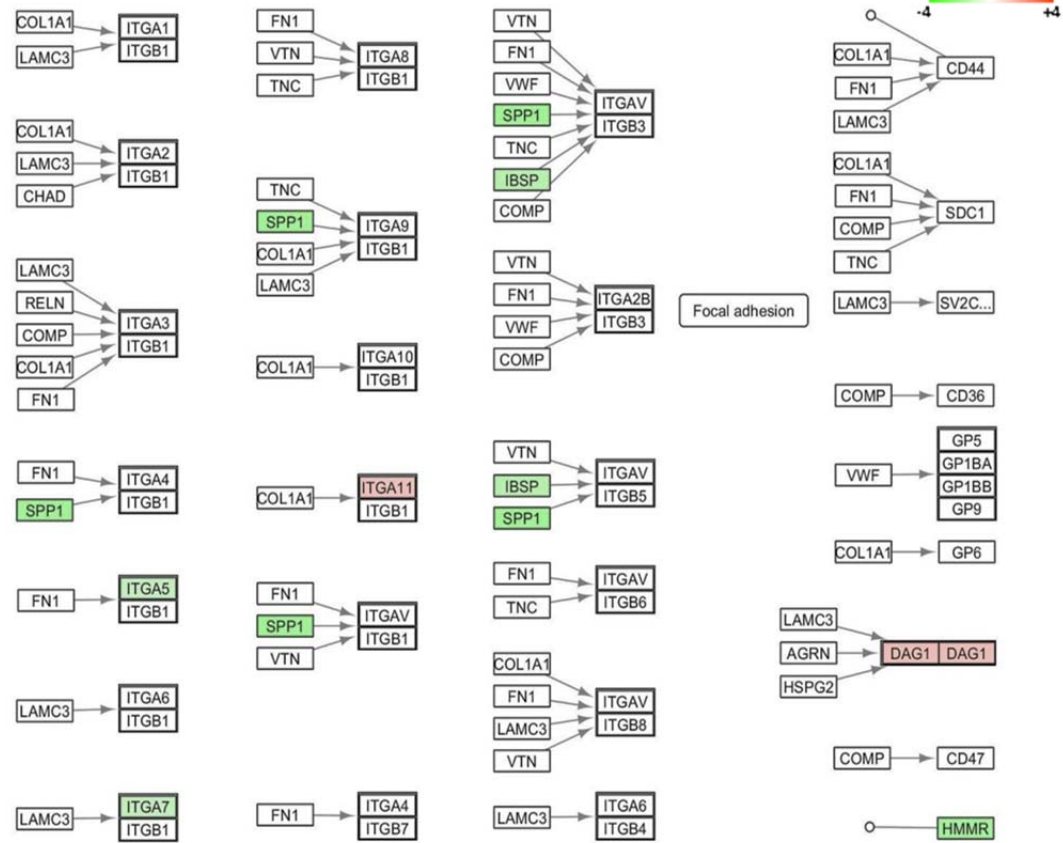 -4 +4
COL1A1
LAMC3
ITGA1
ITGB1
COL1A1
LAMC3
CHAD
ITGA2
ITGB1
LAMC3
RELN
COMP
COL1A1
FN1
ITGA3
ITGB1
FN1
SPP1
ITGA4
ITGB1
FN1
ITGA5
ITGB1
LAMC3
ITGA6
ITGB1
LAMC3
ITGA7
ITGB1
FN1
VTN
TNC
ITGA8
ITGB1
TNC
SPP1
COL1A1
LAMC3
ITGA9
ITGB1
COL1A1
ITGA10
ITGB1
COL1A1
ITGA11
ITGB1
FN1
SPP1
VTN
ITGAV
ITGB1
FN1
ITGA4
ITGB7
VTN
FN1
VWF
SPP1
TNC
IBSP
COMP
ITGAV
ITGB3
VTN
FN1
VWF
COMP
ITGA2B
ITGB3
Focal adhesion
VTN
IBSP
SPP1
ITGAV
ITGB5
FN1
TNC
ITGAV
ITGB6
COL1A1
FN1
LAMC3
VTN
ITGAV
ITGB8
LAMC3
ITGA6
ITGB4
COL1A1
FN1
LAMC3
CD44
COL1A1
FN1
COMP
TNC
SDC1
LAMC3
SV2C...
COMP
CD36
VWF
GP5
GP1BA
GP1BB
GP9
COL1A1
GP6
LAMC3
AGRN
HSPG2
DAG1 DAG1
COMP
CD47
HMMR